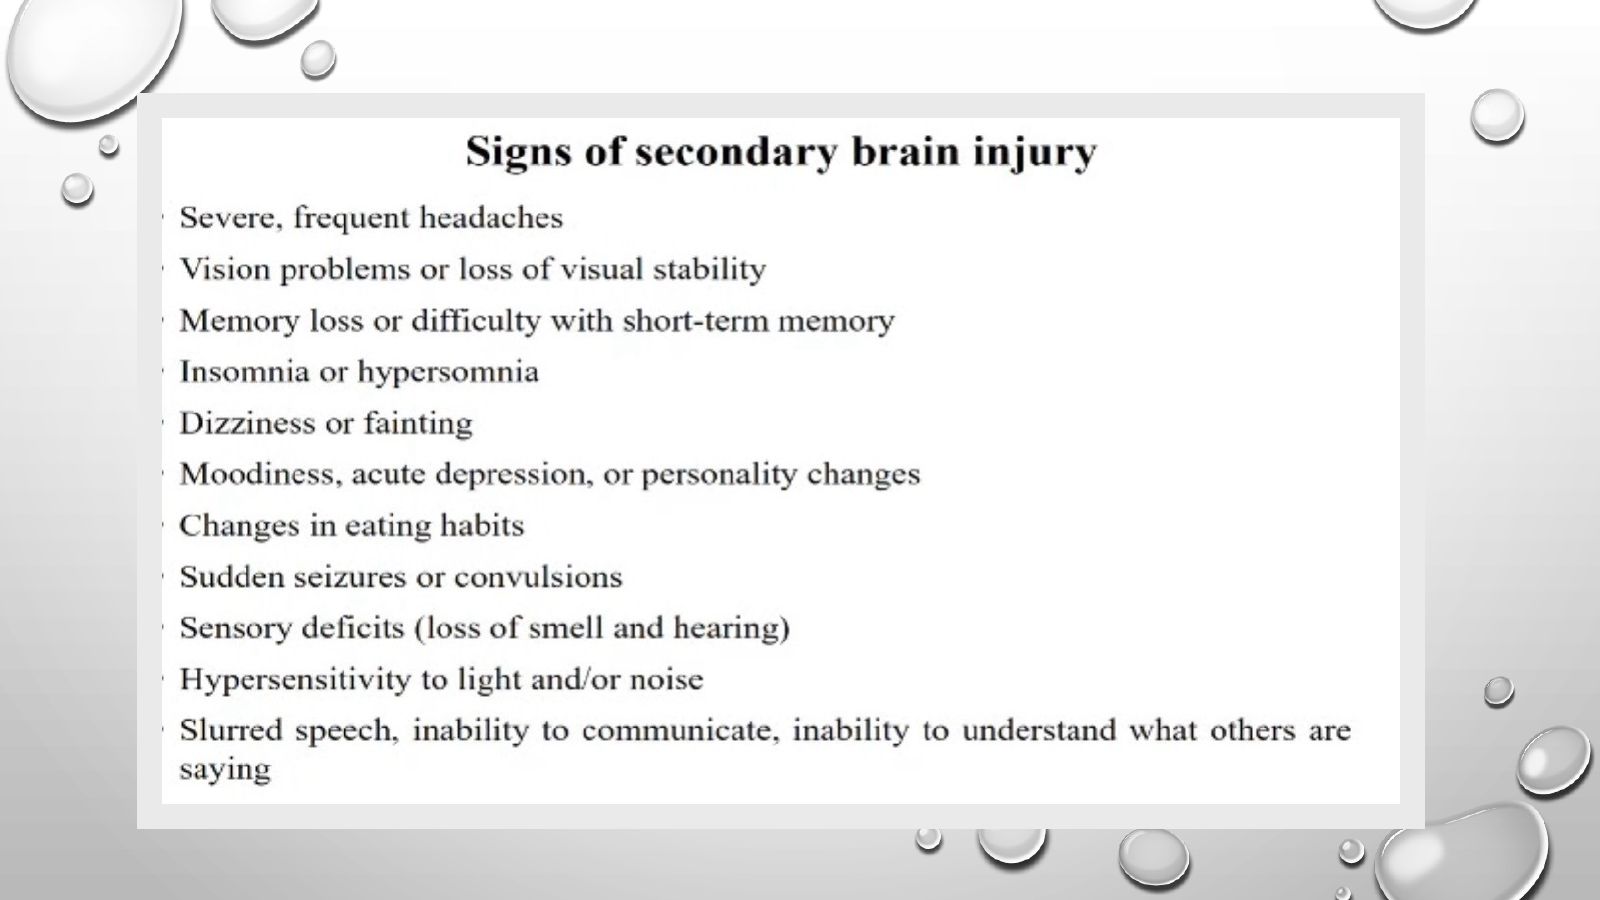 Signs of secondary brain injury
Severe, frequent headaches
Vision problems or loss of visual stability
Memory loss or difficulty with short-term memory
Insomnia or hypersomnia
Dizziness or fainting
Moodiness, acute depression, or personality changes
Changes in eating habits
Sudden seizures or convulsions
Sensory deficits (loss of smell and hearing)
Hypersensitivity to light and/or noise
Slurred speech, inability to communicate, inability to understand what others are
saying